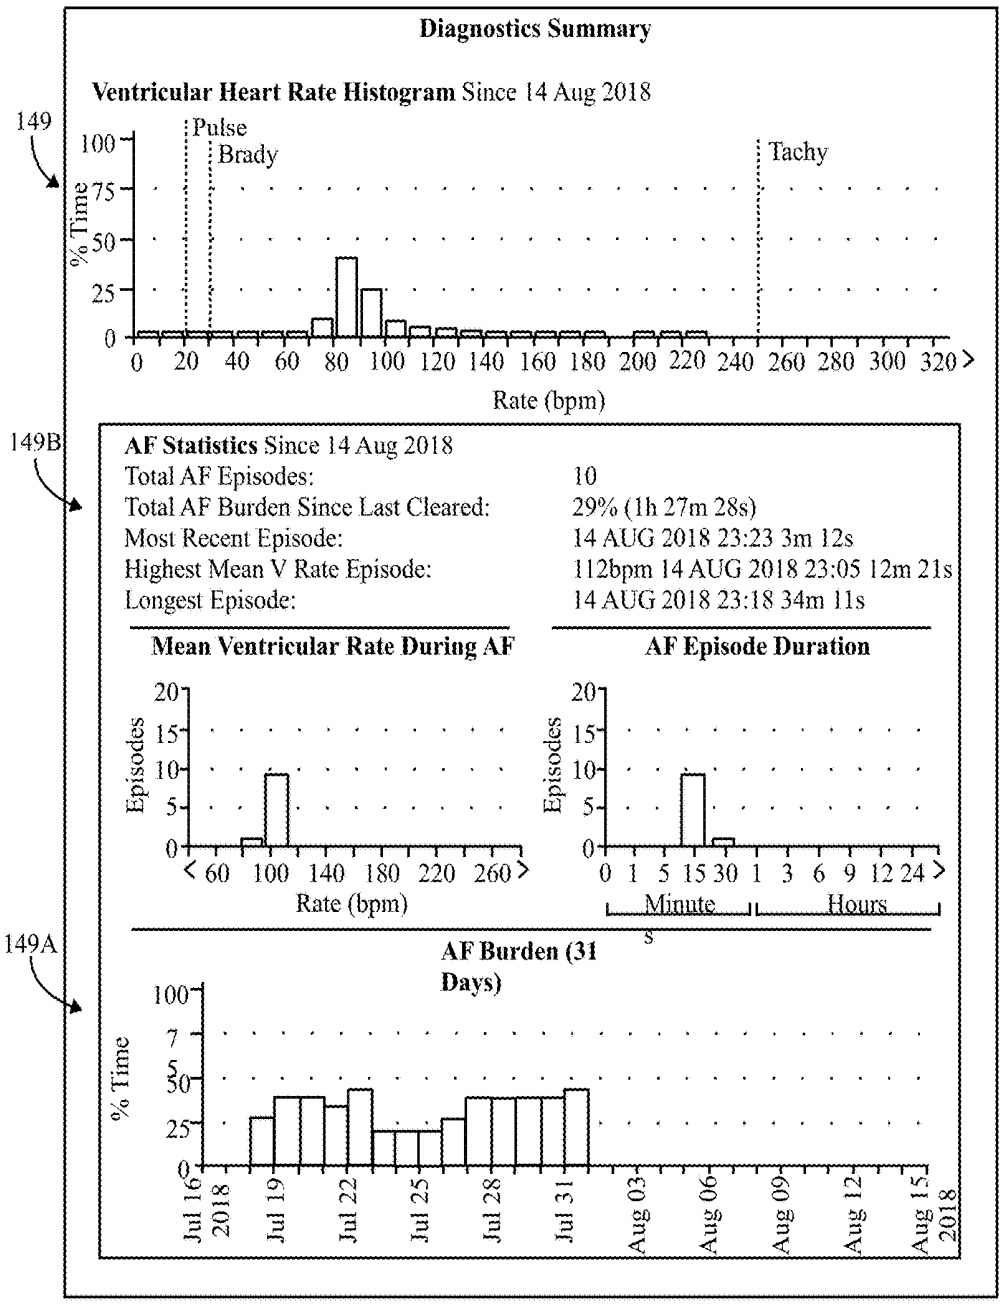 Diagnostics Summary
Ventricular Heart Rate Histogram Since 14 Aug 2018
149
Pulse
Brady
Tachy
% Time
100
75
50
25
0
0 20 40 60 80 100 120 140 160 180 200 220 240 260 280 300 320 >
Rate (bpm)
149B
AF Statistics Since 14 Aug 2018
Total AF Episodes: 10
Total AF Burden Since Last Cleared: 29% (1h 27m 28s)
Most Recent Episode: 14 AUG 2018 23:23 3m 12s
Highest Mean V Rate Episode: 112bpm 14 AUG 2018 23:05 12m 21s
Longest Episode: 14 AUG 2018 23:18 34m 11s
Mean Ventricular Rate During AF
Episodes
20
15
10
5
0
< 60 100 140 180 220 260 >
Rate (bpm)
AF Episode Duration
Episodes
20
15
10
5
0
0 1 5 15 30 1 3 6 9 12 24 >
Minute
s
Hours
149A
AF Burden (31
Days)
% Time
100
7
5
50
25
0
Jul 16
2018
Jul 19
Jul 22
Jul 25
Jul 28
Jul 31
Aug 03
Aug 06
Aug 09
Aug 12
Aug 15
2018